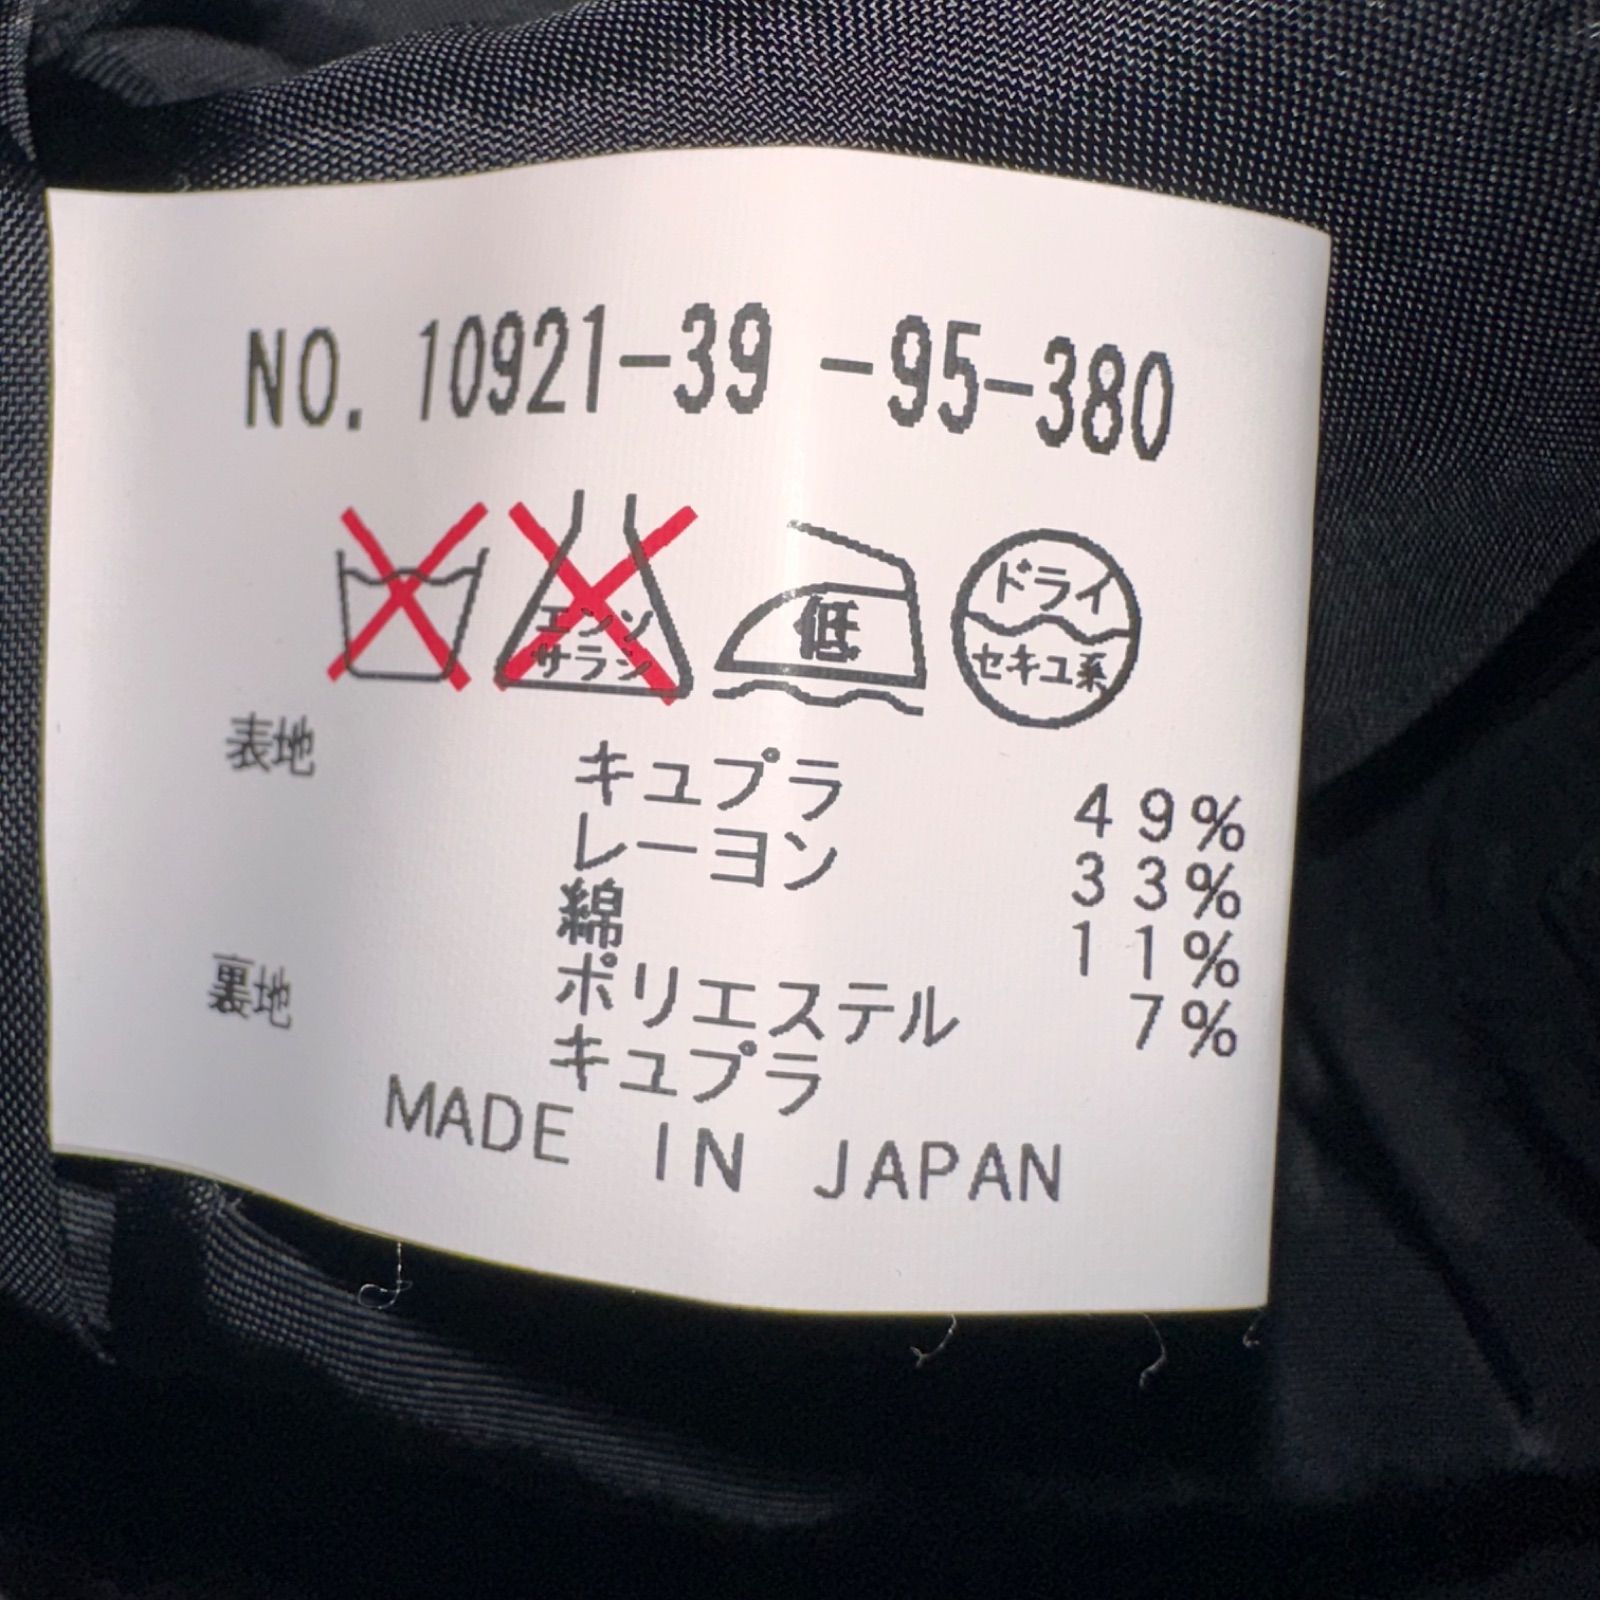 NO. 10921-39 -95-380
エンソ サラシ 低 ドライ セキユ系
表地 キュプラ 49%
レーヨン 33%
綿 11%
ポリエステル 7%
裏地 キュプラ
MADE IN JAPAN